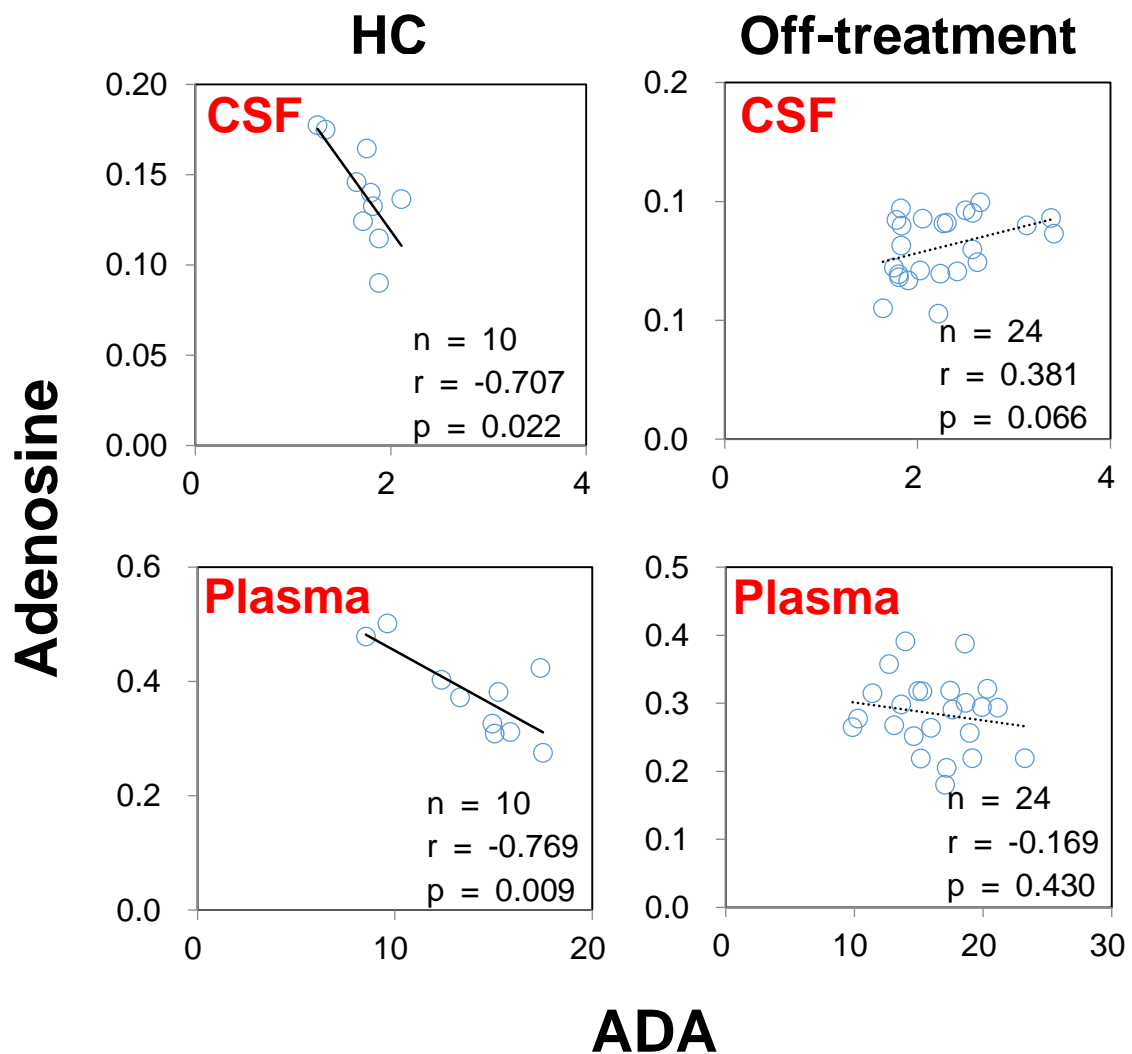 HC
Off-treatment
Adenosine
0.20
0.15
0.10
0.05
0.00
CSF
n = 10
r = -0.707
p = 0.022
0 2 4
0.2
0.1
0.1
0.0
CSF
n = 24
r = 0.381
p = 0.066
0 2 4
0.6
0.4
0.2
0.0
Plasma
n = 10
r = -0.769
p = 0.009
0 10 20
0.5
0.4
0.3
0.2
0.1
0.0
Plasma
n = 24
r = -0.169
p = 0.430
0 10 20 30
ADA